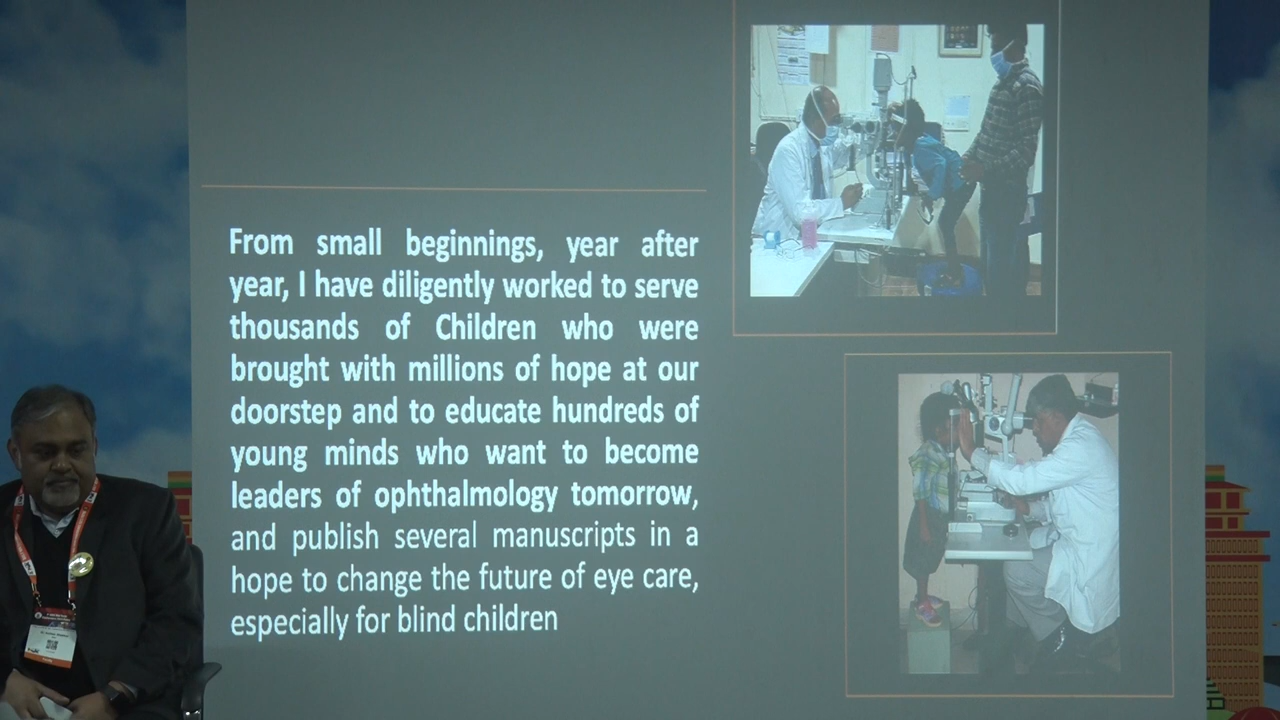 From small beginnings, year after
year, I have diligently worked to serve
thousands of Children who were
brought with millions of hope at our
doorstep and to educate hundreds of
young minds who want to become
leaders of ophthalmology tomorrow,
and publish several manuscripts in a
hope to change the future of eye care,
especially for blind children